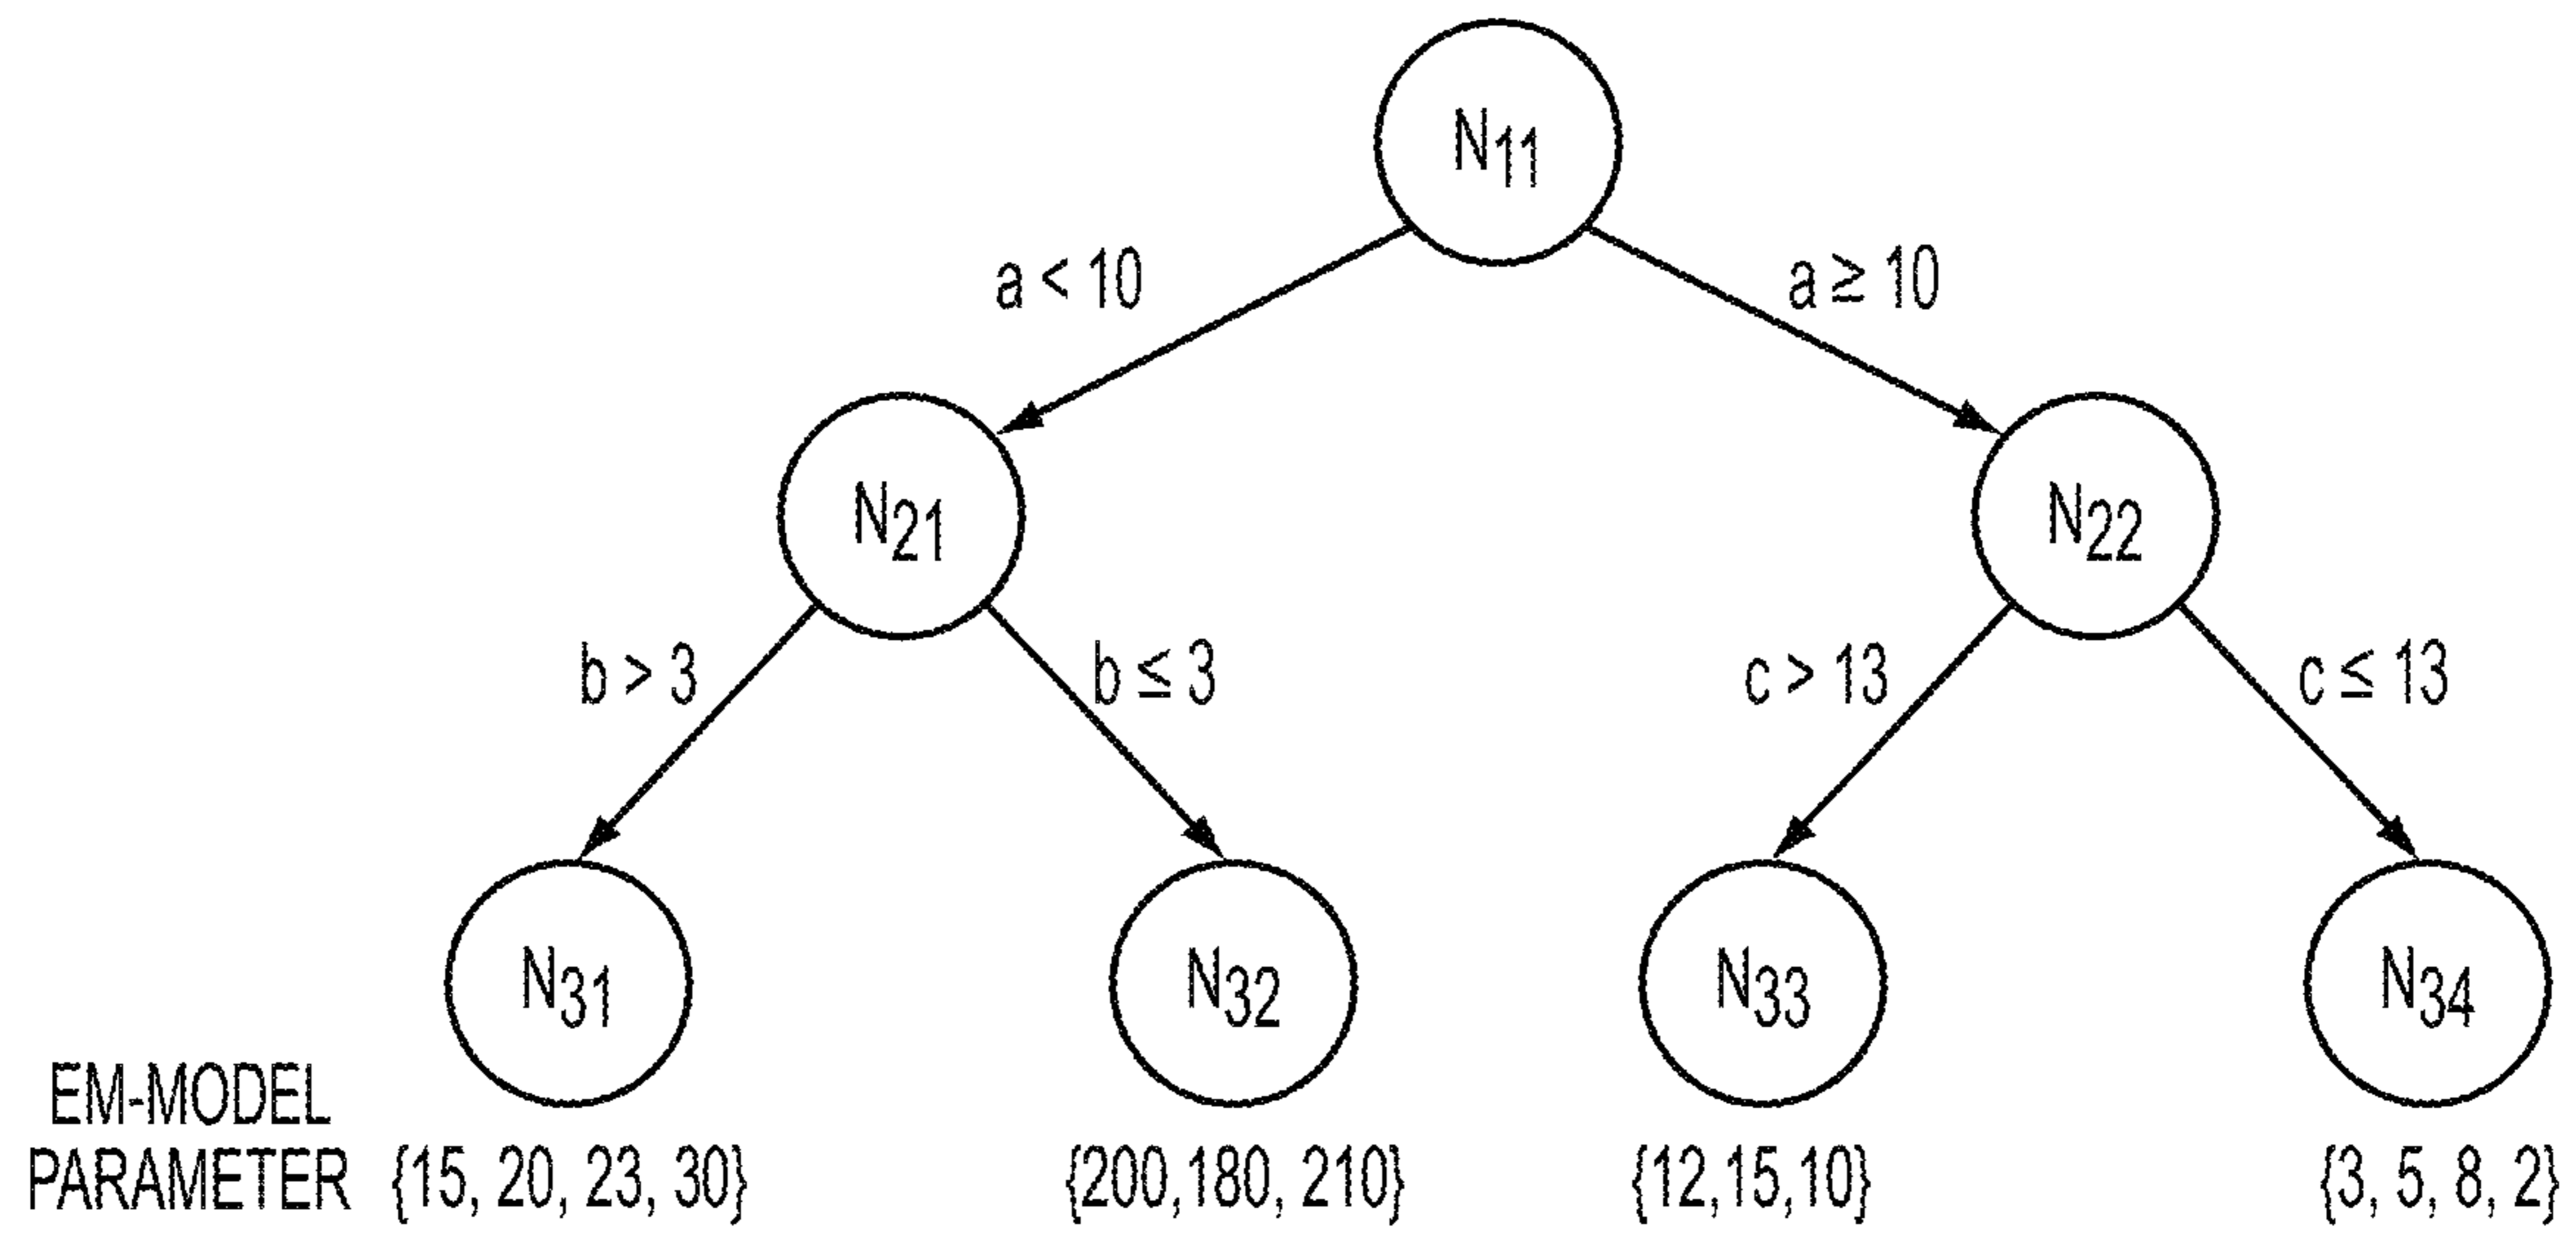 N11
a < 10
a ≥ 10
N21
N22
b > 3
b ≤ 3
c > 13
c ≤ 13
N31
N32
N33
N34
EM-MODEL
PARAMETER {15, 20, 23, 30} {200,180, 210} {12,15,10} {3, 5, 8, 2}